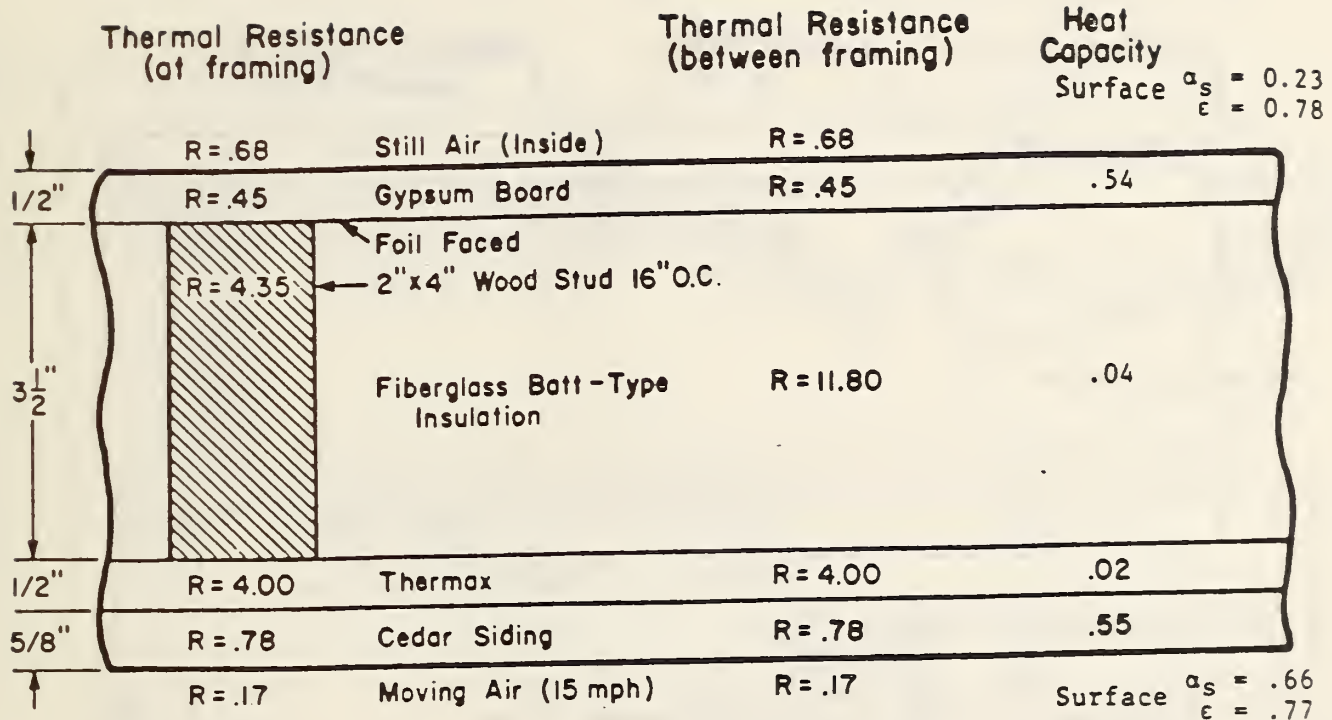 Thermal Resistance
(at framing)
Thermal Resistance
(between framing)
Heat
Capacity
Surface αs = 0.23
ε = 0.78
R = .68 Still Air (Inside) R = .68
1/2" R = .45 Gypsum Board R = .45 .54
Foil Faced
R = 4.35 2"x4" Wood Stud 16" O.C.
3 1/2" Fiberglass Batt-Type R = 11.80 .04
Insulation
1/2" R = 4.00 Thermax R = 4.00 .02
5/8" R = .78 Cedar Siding R = .78 .55
R = .17 Moving Air (15 mph) R = .17 Surface αs = .66
ε = .77